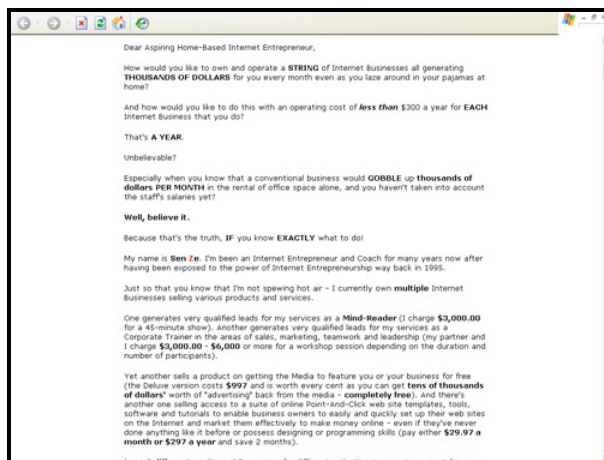 Dear Aspiring Home-Based Internet Entrepreneur,
How would you like to own and operate a STRING of Internet Businesses all generating
THOUSANDS OF DOLLARS for you every month even as you laze around in your pajamas at
home?
And how would you like to do this with an operating cost of less than $300 a year for EACH
Internet Business that you do?
That's A YEAR.
Unbelievable?
Especially when you know that a conventional business would GOBBLE up thousands of
dollars PER MONTH in the rental of office space alone, and you haven't taken into account
the staff's salaries yet?
Well, believe it.
Because that's the truth, IF you know EXACTLY what to do!
My name is Sen Ze. I'm been an Internet Entrepreneur and Coach for many years now after
having been exposed to the power of Internet Entrepreneurship way back in 1995.
Just so that you know that I'm not spewing hot air - I currently own multiple Internet
Businesses selling various products and services.
One generates very qualified leads for my services as a Mind-Reader (I charge $3,000.00
for a 45-minute show). Another generates very qualified leads for my services as a
Corporate Trainer in the areas of sales, marketing, teamwork and leadership (my partner and
I charge $3,000.00 - $6,000 or more for a workshop session depending on the duration and
number of participants).
Yet another sells a product on getting the Media to feature you or your business for free
(the Deluxe version costs $997 and is worth every cent as you can get tens of thousands
of dollars" worth of "advertising" back from the media - completely free). And there's
another one selling access to a suite of online Point-And-Click web site templates, tools,
software and tutorials to enable business owners to easily and quickly set up their web sites
on the Internet and market them effectively to make money online - even if they've never
done anything like it before or possess designing or programming skills (pay either $29.97 a
month or $297 a year and save 2 months).